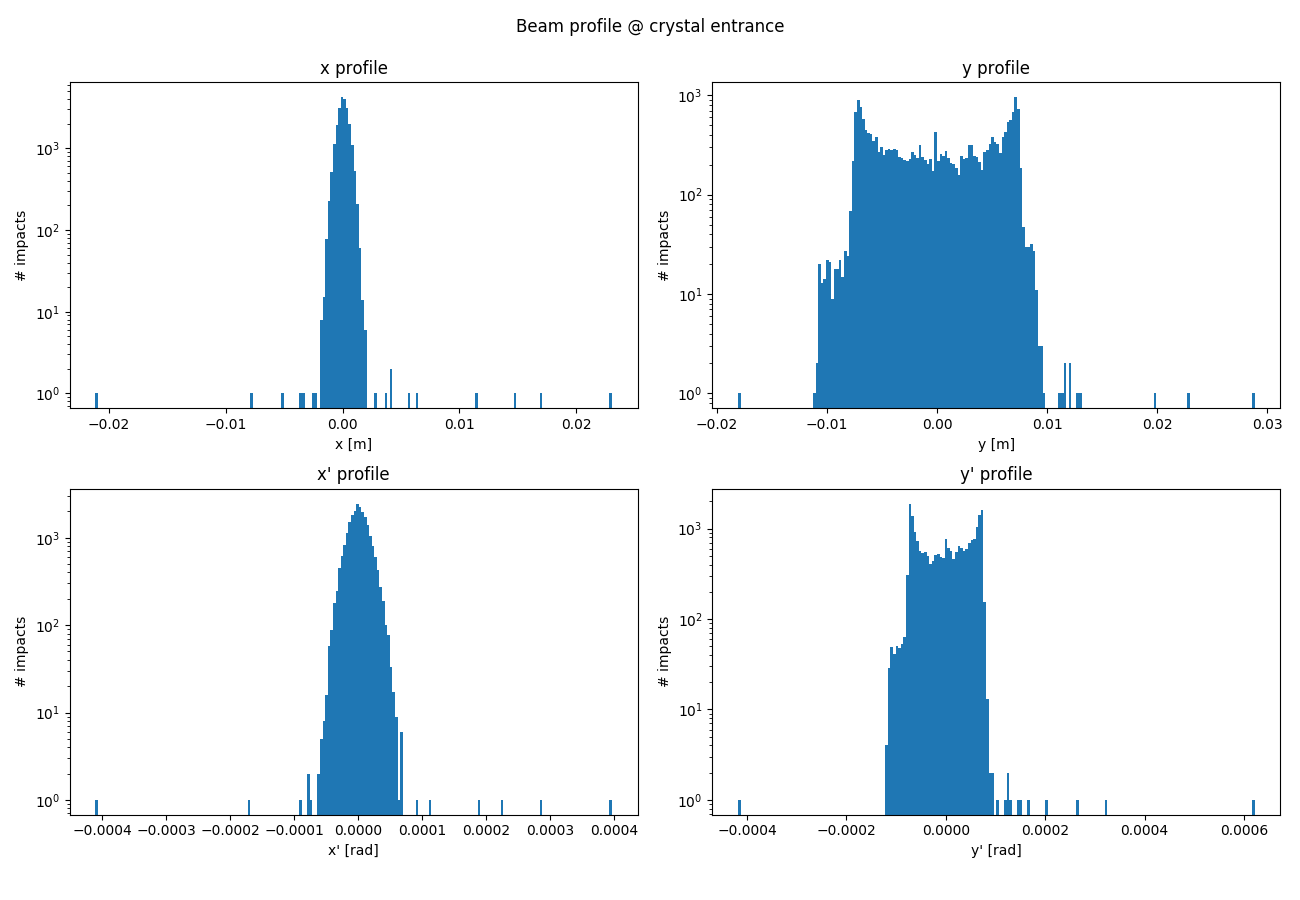 Beam profile @ crystal entrance
x profile
# impacts
10³
10²
10¹
10⁰
−0.02 −0.01 0.00 0.01 0.02
x [m]
y profile
# impacts
10³
10²
10¹
10⁰
−0.02 −0.01 0.00 0.01 0.02 0.03
y [m]
x' profile
# impacts
10³
10²
10¹
10⁰
−0.0004 −0.0003 −0.0002 −0.0001 0.0000 0.0001 0.0002 0.0003 0.0004
x' [rad]
y' profile
# impacts
10³
10²
10¹
10⁰
−0.0004 −0.0002 0.0000 0.0002 0.0004 0.0006
y' [rad]